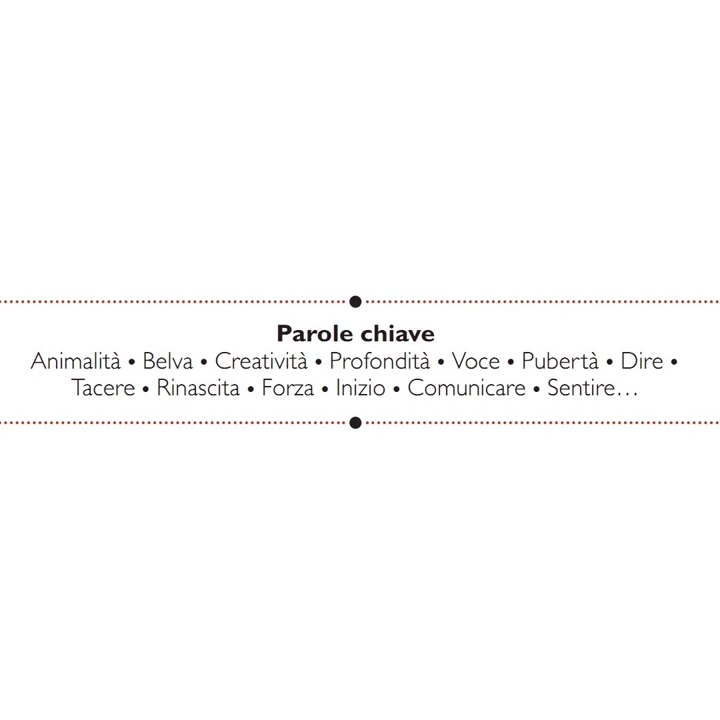 Parole chiave
Animalità • Belva • Creatività • Profondità • Voce • Pubertà • Dire •
Tacere • Rinascita • Forza • Inizio • Comunicare • Sentire…